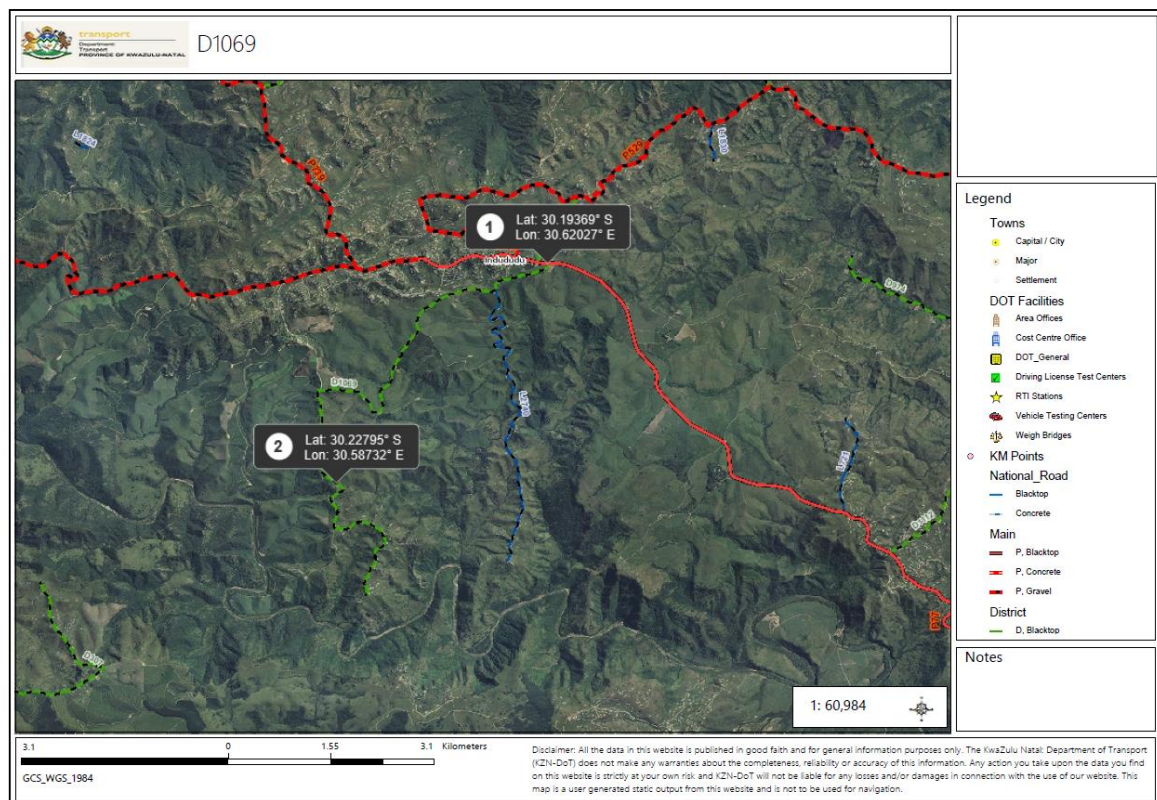 transport
Department:
Transport
PROVINCE OF KWAZULU-NATAL
D1069
P729
P529
L1830
1
Lat: 30.19369° S
Lon: 30.62027° E
Indududu
D1069
2
Lat: 30.22795° S
Lon: 30.58732° E
1: 60,984
Legend
Towns
Capital / City
Major
Settlement
DOT Facilities
Area Offices
Cost Centre Office
DOT_General
Driving License Test Centers
RTI Stations
Vehicle Testing Centers
Weigh Bridges
KM Points
National_Road
Blacktop
Concrete
Main
P, Blacktop
P, Concrete
P, Gravel
District
D, Blacktop
Notes
3.1 0 1.55 3.1 Kilometers
GCS_WGS_1984
Disclaimer: All the data in this website is published in good faith and for general information purposes only. The KwaZulu Natal: Department of Transport
(KZN-DoT) does not make any warranties about the completeness, reliability or accuracy of this information. Any action you take upon the data you find
on this website is strictly at your own risk and KZN-DoT will not be liable for any losses and/or damages in connection with the use of our website. This
map is a user generated static output from this website and is not to be used for navigation.